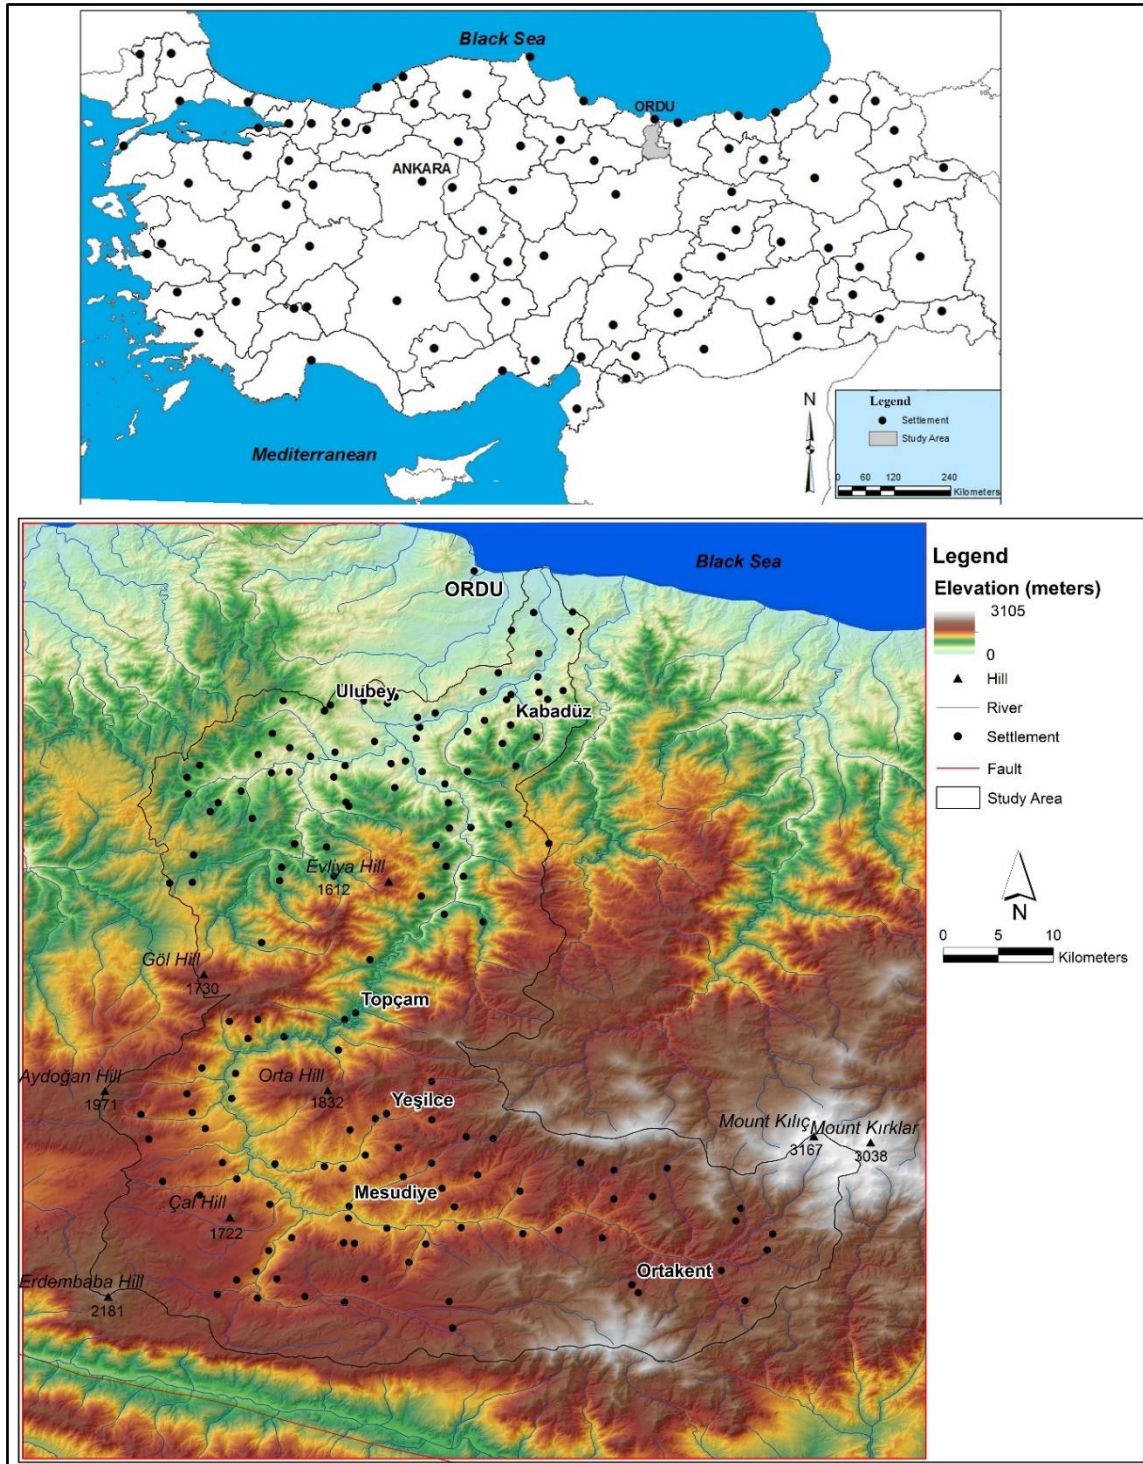 Black Sea
ORDU
ANKARA
Mediterranean
N
Legend
Settlement
Study Area
0 60 120 240
Kilometers
Black Sea
ORDU
Ulubey
Kabadüz
Evliya Hill
1612
Göl Hill
1730
Topçam
Aydoğan Hill
1971
Orta Hill
1832
Yeşilce
Mount Kılıç
3167
Mount Kırklar
3038
Mesudiye
Çal Hill
1722
Ortakent
Erdembaba Hill
2181
Legend
Elevation (meters)
3105
0
Hill
River
Settlement
Fault
Study Area
N
0 5 10
Kilometers